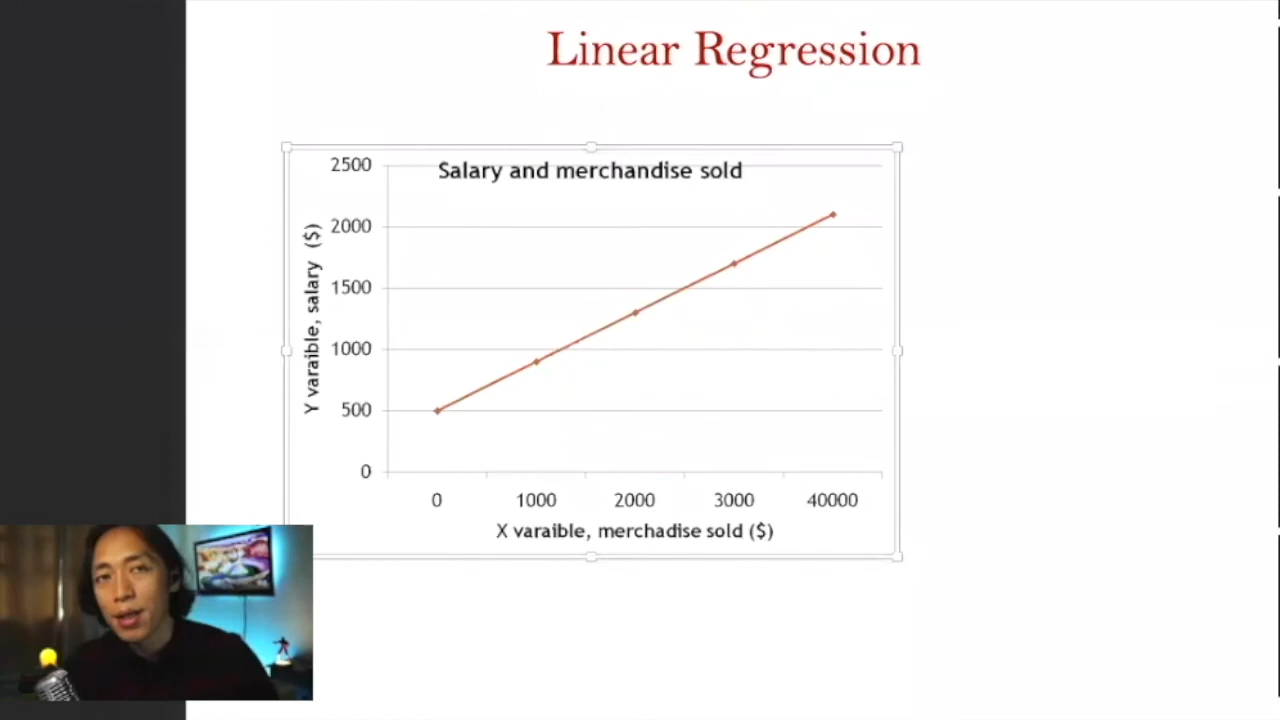 Linear Regression
Salary and merchandise sold
2500
2000
1500
1000
500
0
Y varaible, salary ($)
0 1000 2000 3000 40000
X varaible, merchadise sold ($)